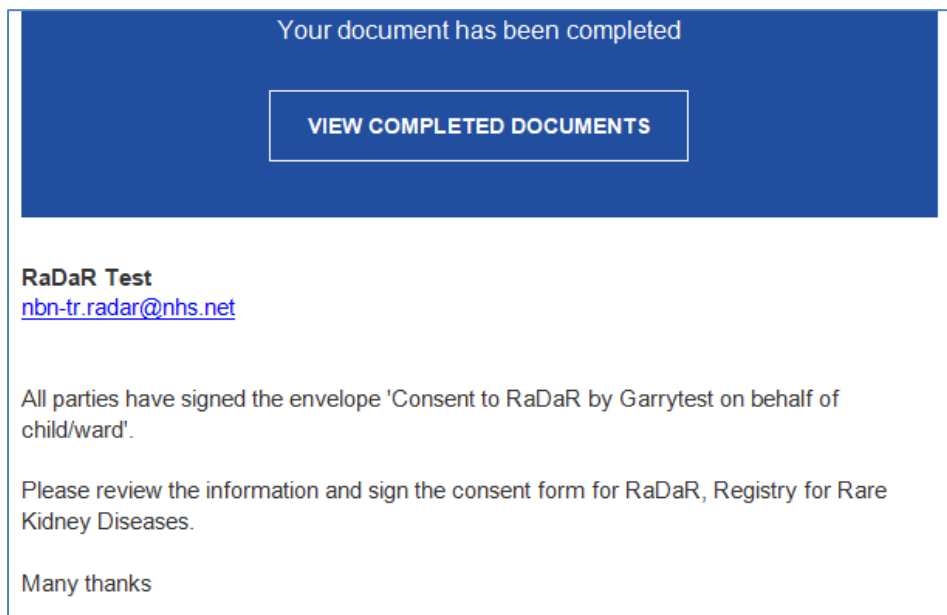 Your document has been completed
VIEW COMPLETED DOCUMENTS
RaDaR Test
nbn-tr.radar@nhs.net
All parties have signed the envelope 'Consent to RaDaR by Garrytest on behalf of
child/ward'.
Please review the information and sign the consent form for RaDaR, Registry for Rare
Kidney Diseases.
Many thanks